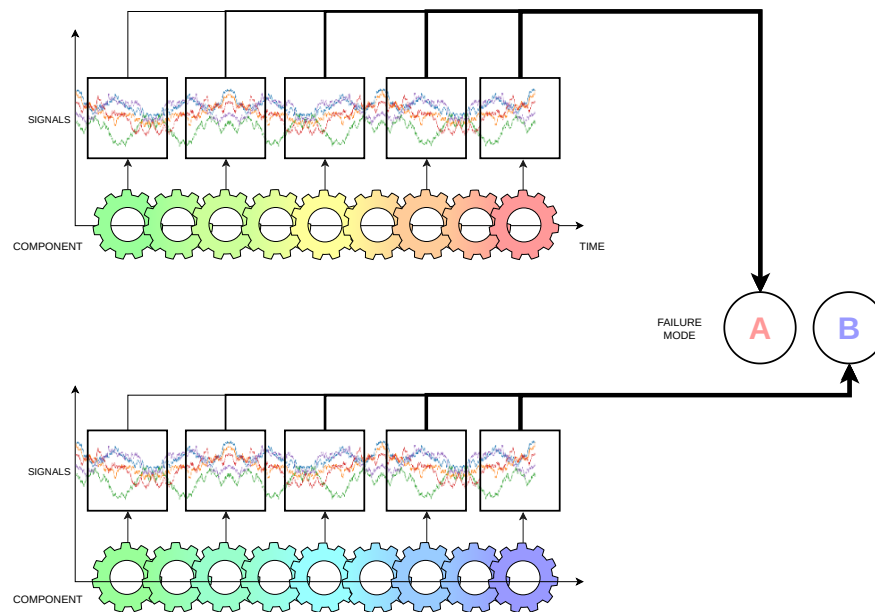 SIGNALS
COMPONENT
TIME
FAILURE
MODE
A
B
SIGNALS
COMPONENT